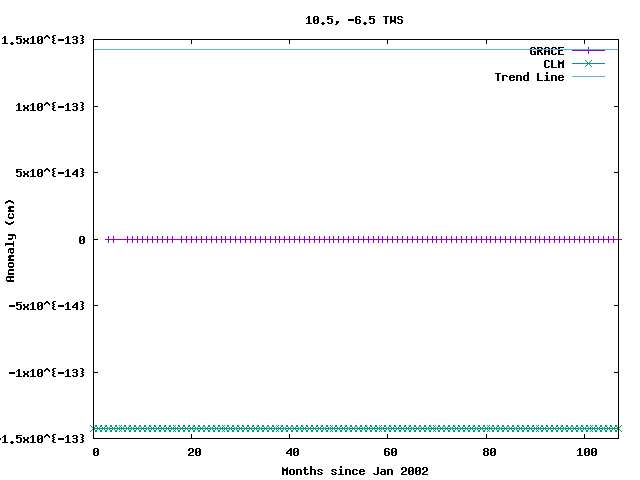 10.5, -6.5 TWS
1.5x10^{-13}
1x10^{-13}
5x10^{-14}
0
-5x10^{-14}
-1x10^{-13}
-1.5x10^{-13}
Anomaly (cm)
GRACE
CLM
Trend Line
0 20 40 60 80 100
Months since Jan 2002